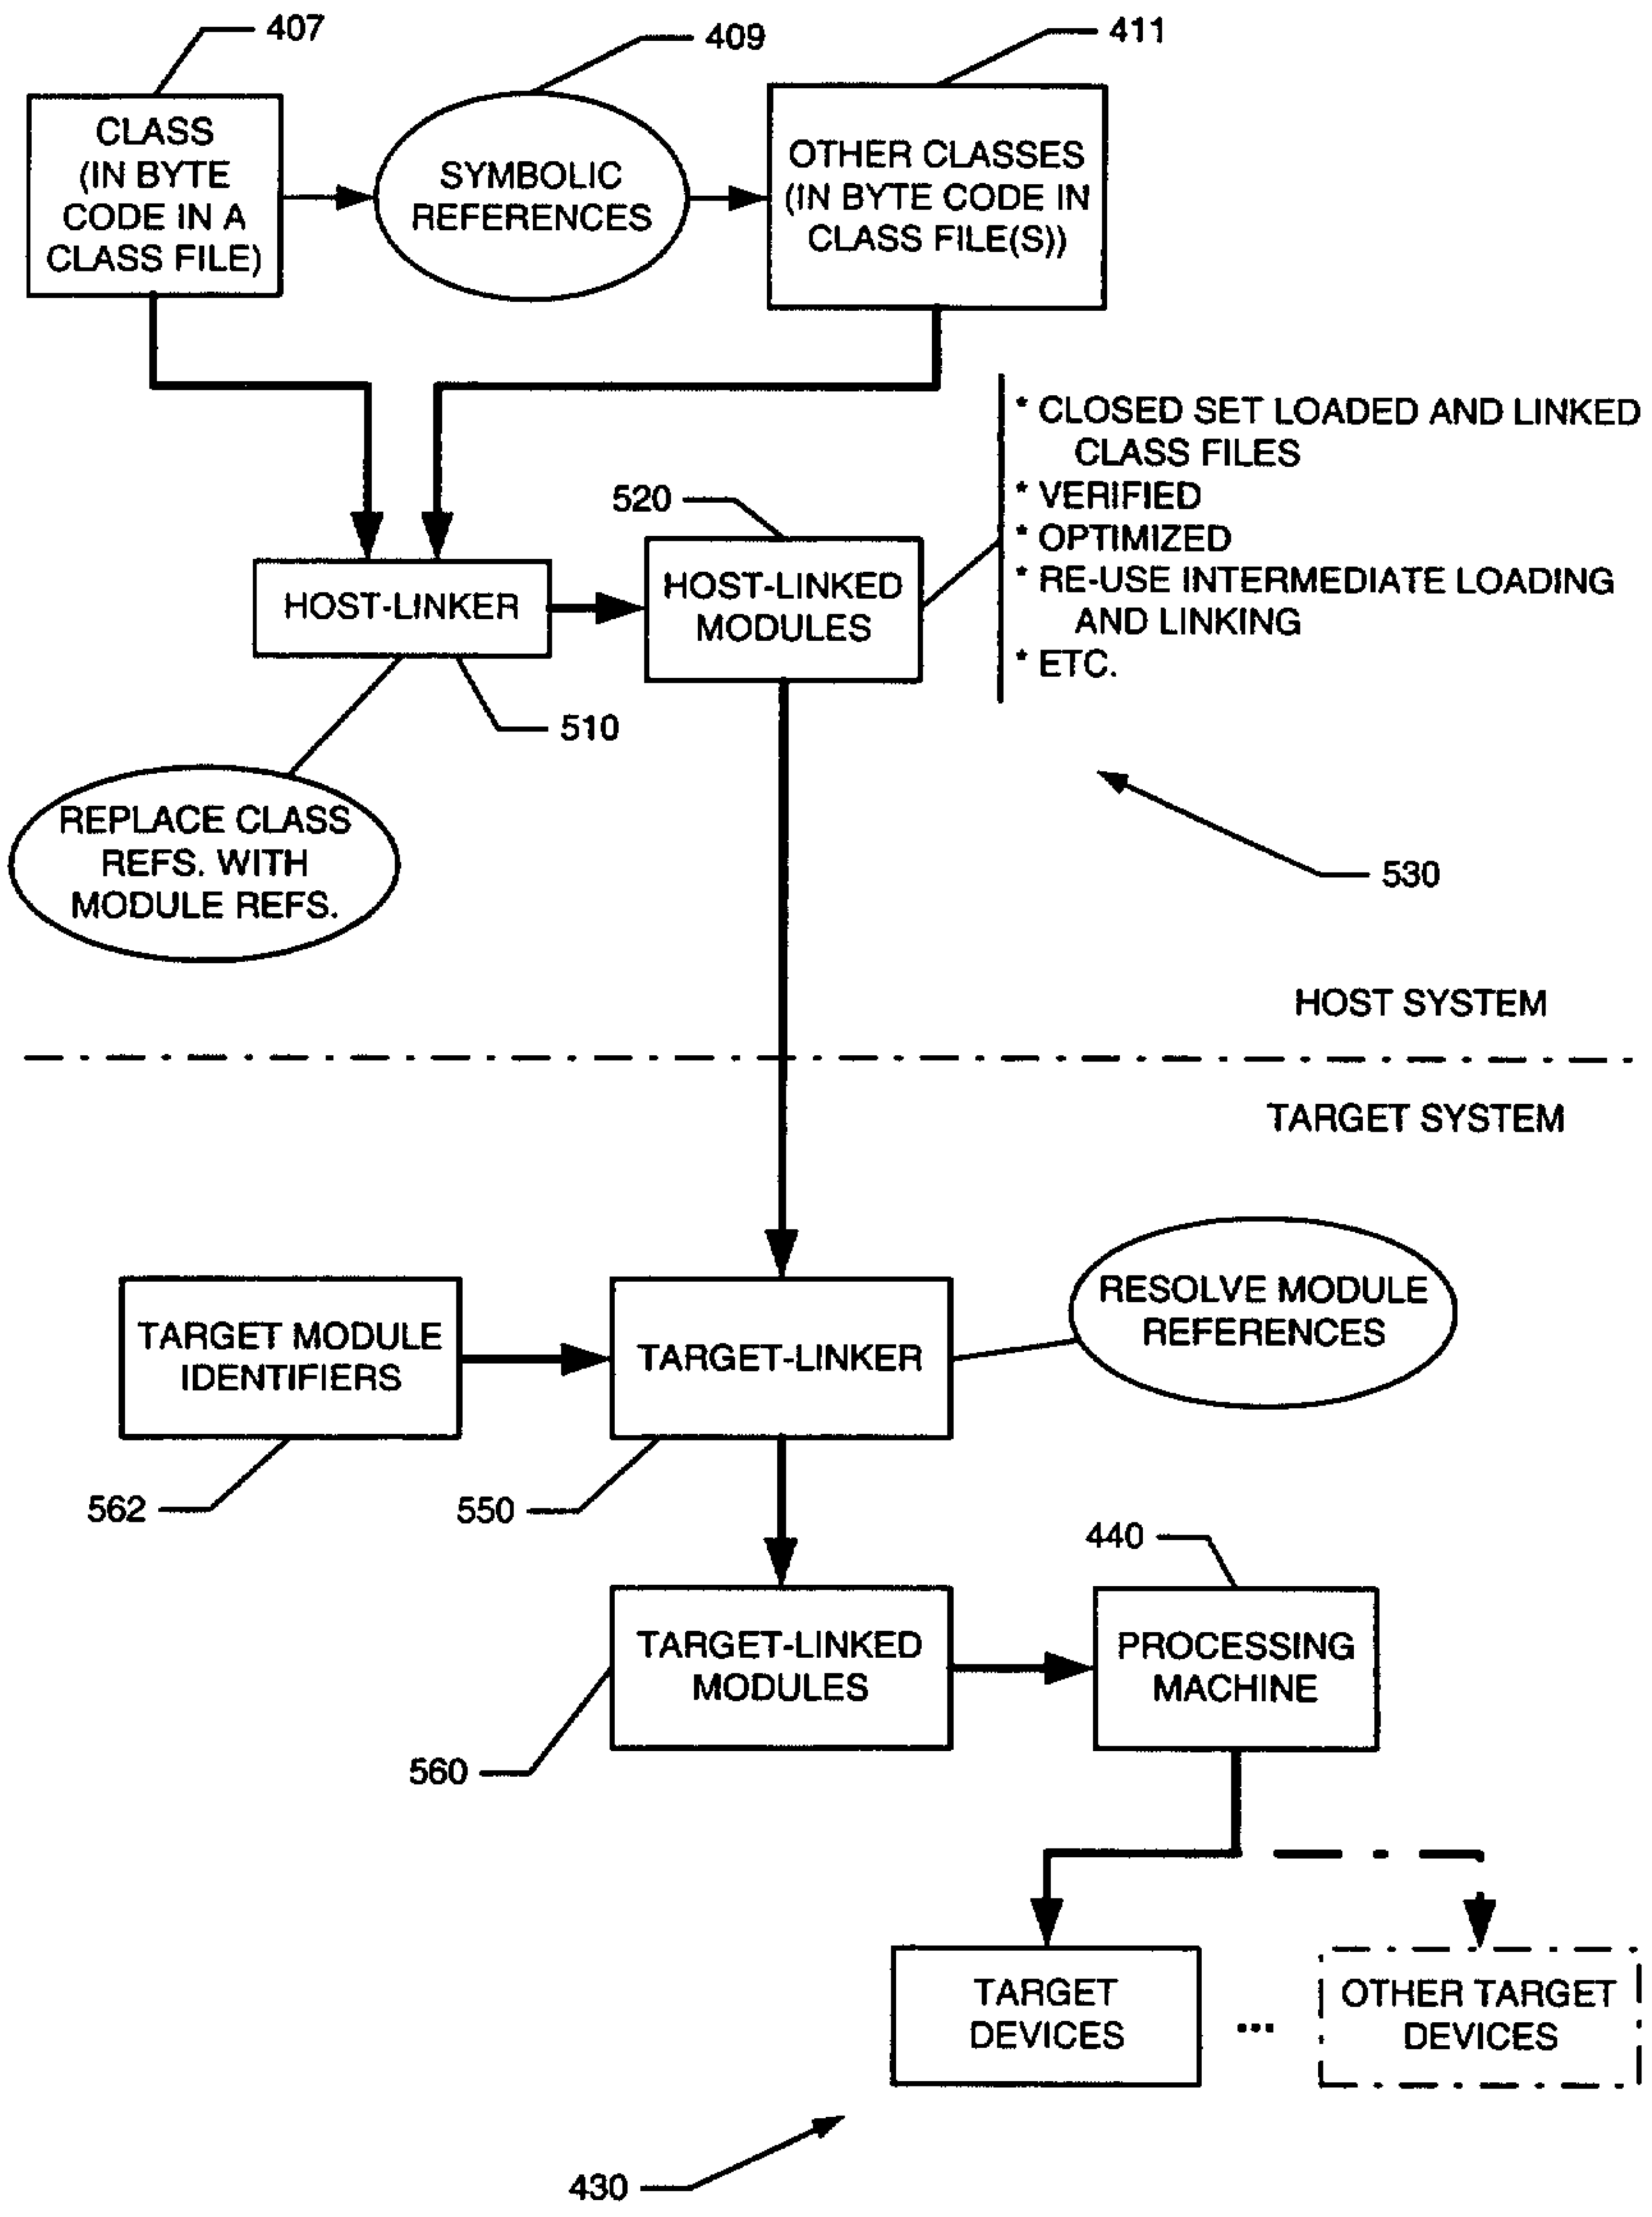 407
409
411
CLASS
(IN BYTE
CODE IN A
CLASS FILE)
SYMBOLIC
REFERENCES
OTHER CLASSES
(IN BYTE CODE IN
CLASS FILE(S))
* CLOSED SET LOADED AND LINKED
CLASS FILES
* VERIFIED
* OPTIMIZED
* RE-USE INTERMEDIATE LOADING
AND LINKING
* ETC.
520
HOST-LINKER
HOST-LINKED
MODULES
510
REPLACE CLASS
REFS. WITH
MODULE REFS.
530
HOST SYSTEM
TARGET SYSTEM
TARGET MODULE
IDENTIFIERS
TARGET-LINKER
RESOLVE MODULE
REFERENCES
562
550
440
TARGET-LINKED
MODULES
PROCESSING
MACHINE
560
TARGET
DEVICES
...
OTHER TARGET
DEVICES
430